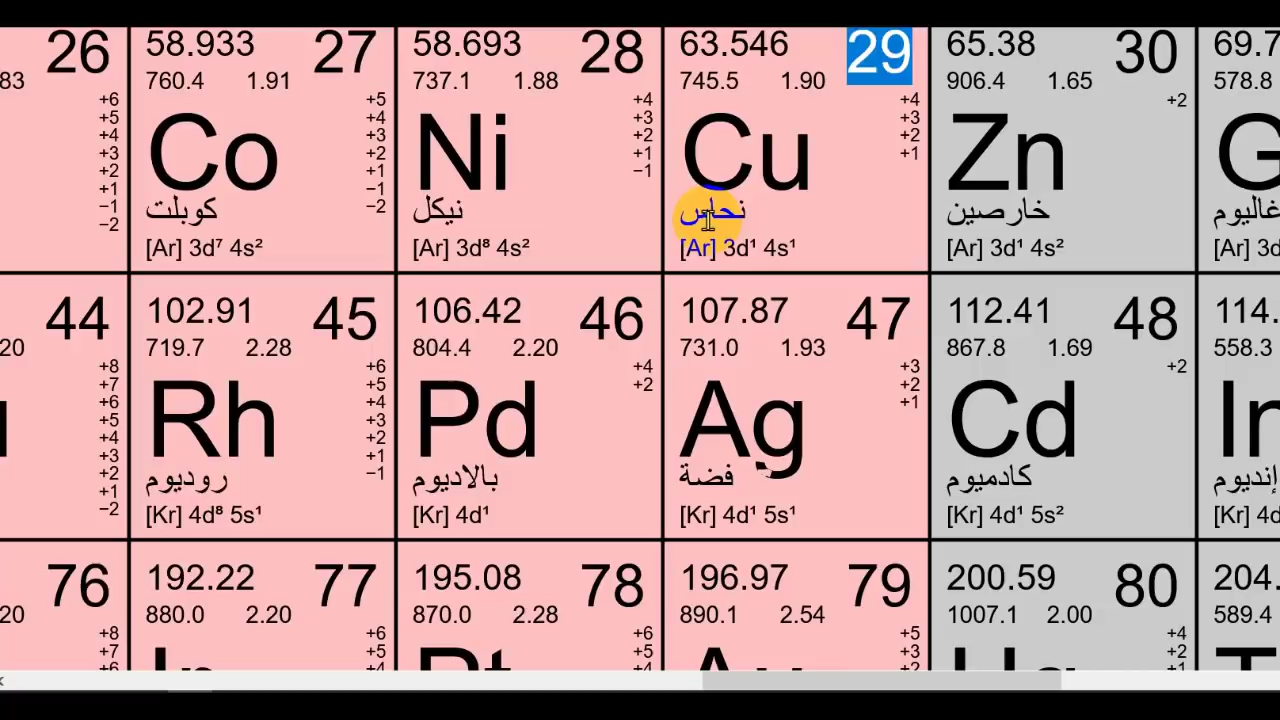 26 58.933 27 58.693 28 63.546 29 65.38 30 69.7
83 760.4 1.91 737.1 1.88 745.5 1.90 906.4 1.65 578.8
+6 +5 +4 +3 +2 +1 −1 −2
Co
+5 +4 +3 +2 +1 −1 −2
Ni
+4 +3 +2 +1 −1
Cu
+4 +3 +2 +1
Zn
+2
G
كوبلت نيكل نحاس خارصين غاليوم
[Ar] 3d⁷ 4s² [Ar] 3d⁸ 4s² [Ar] 3d¹ 4s¹ [Ar] 3d¹ 4s² [Ar] 3d
44 102.91 45 106.42 46 107.87 47 112.41 48 114.
20 719.7 2.28 804.4 2.20 731.0 1.93 867.8 1.69 558.3
+8 +7 +6 +5 +4 +3 +2 +1 −2
Rh
+6 +5 +4 +3 +2 +1 −1
Pd
+4 +2
Ag
+3 +2 +1
Cd
+2
In
روديوم بالاديوم فضة كادميوم إنديوم
[Kr] 4d⁸ 5s¹ [Kr] 4d¹ [Kr] 4d¹ 5s¹ [Kr] 4d¹ 5s² [Kr] 4d
76 192.22 77 195.08 78 196.97 79 200.59 80 204.
20 880.0 2.20 870.0 2.28 890.1 2.54 1007.1 2.00 589.4
+8 +7 +6
Ir
+6 +5 +4
Pt
+6 +5 +4
Au
+5 +3 +2
Hg
+4 +2 +1
T